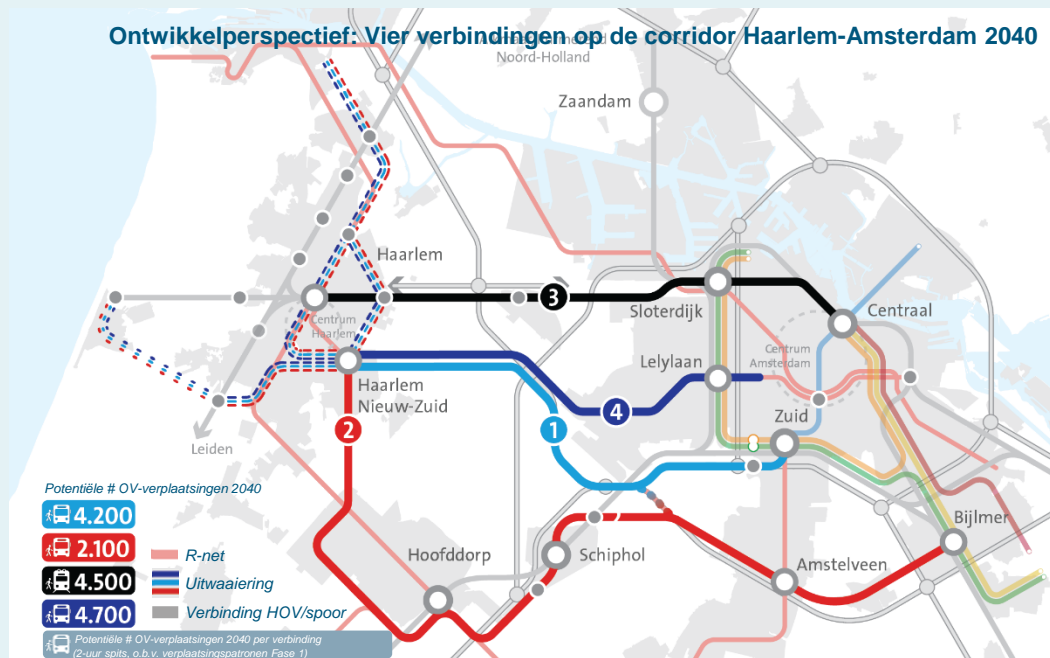 Ontwikkelperspectief: Vier verbindingen op de corridor Haarlem-Amsterdam 2040
Noord-Holland
Zaandam
Haarlem
3
Centrum
Haarlem
Sloterdijk
Centraal
Lelylaan
Centrum
Amsterdam
Haarlem
Nieuw-Zuid
4
2
1
Zuid
Leiden
Potentiële # OV-verplaatsingen 2040
4.200
2.100
4.500
4.700
R-net
Uitwaaiering
Verbinding HOV/spoor
Hoofddorp
Schiphol
Amstelveen
Bijlmer
Potentiële # OV-verplaatsingen 2040 per verbinding
(2-uur spits, o.b.v. verplaatsingspatronen Fase 1)